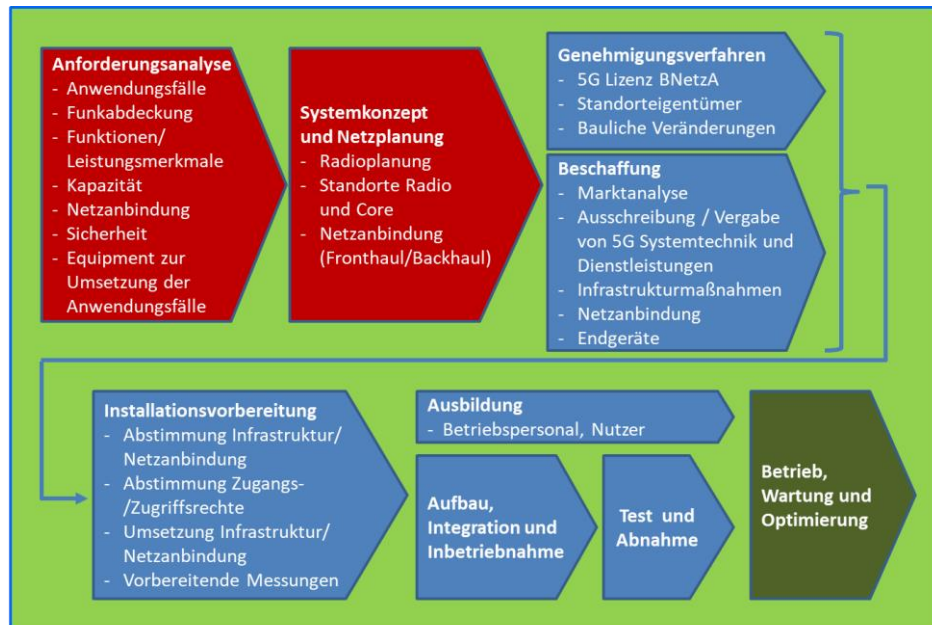 Anforderungsanalyse
- Anwendungsfälle
- Funkabdeckung
- Funktionen/
Leistungsmerkmale
- Kapazität
- Netzanbindung
- Sicherheit
- Equipment zur
Umsetzung der
Anwendungsfälle
Systemkonzept
und Netzplanung
- Radioplanung
- Standorte Radio
und Core
- Netzanbindung
(Fronthaul/Backhaul)
Genehmigungsverfahren
- 5G Lizenz BNetzA
- Standorteigentümer
- Bauliche Veränderungen
Beschaffung
- Marktanalyse
- Ausschreibung / Vergabe
von 5G Systemtechnik und
Dienstleistungen
- Infrastrukturmaßnahmen
- Netzanbindung
- Endgeräte
Installationsvorbereitung
- Abstimmung Infrastruktur/
Netzanbindung
- Abstimmung Zugangs-
/Zugriffsrechte
- Umsetzung Infrastruktur/
Netzanbindung
- Vorbereitende Messungen
Ausbildung
- Betriebspersonal, Nutzer
Aufbau,
Integration und
Inbetriebnahme
Test und
Abnahme
Betrieb,
Wartung und
Optimierung